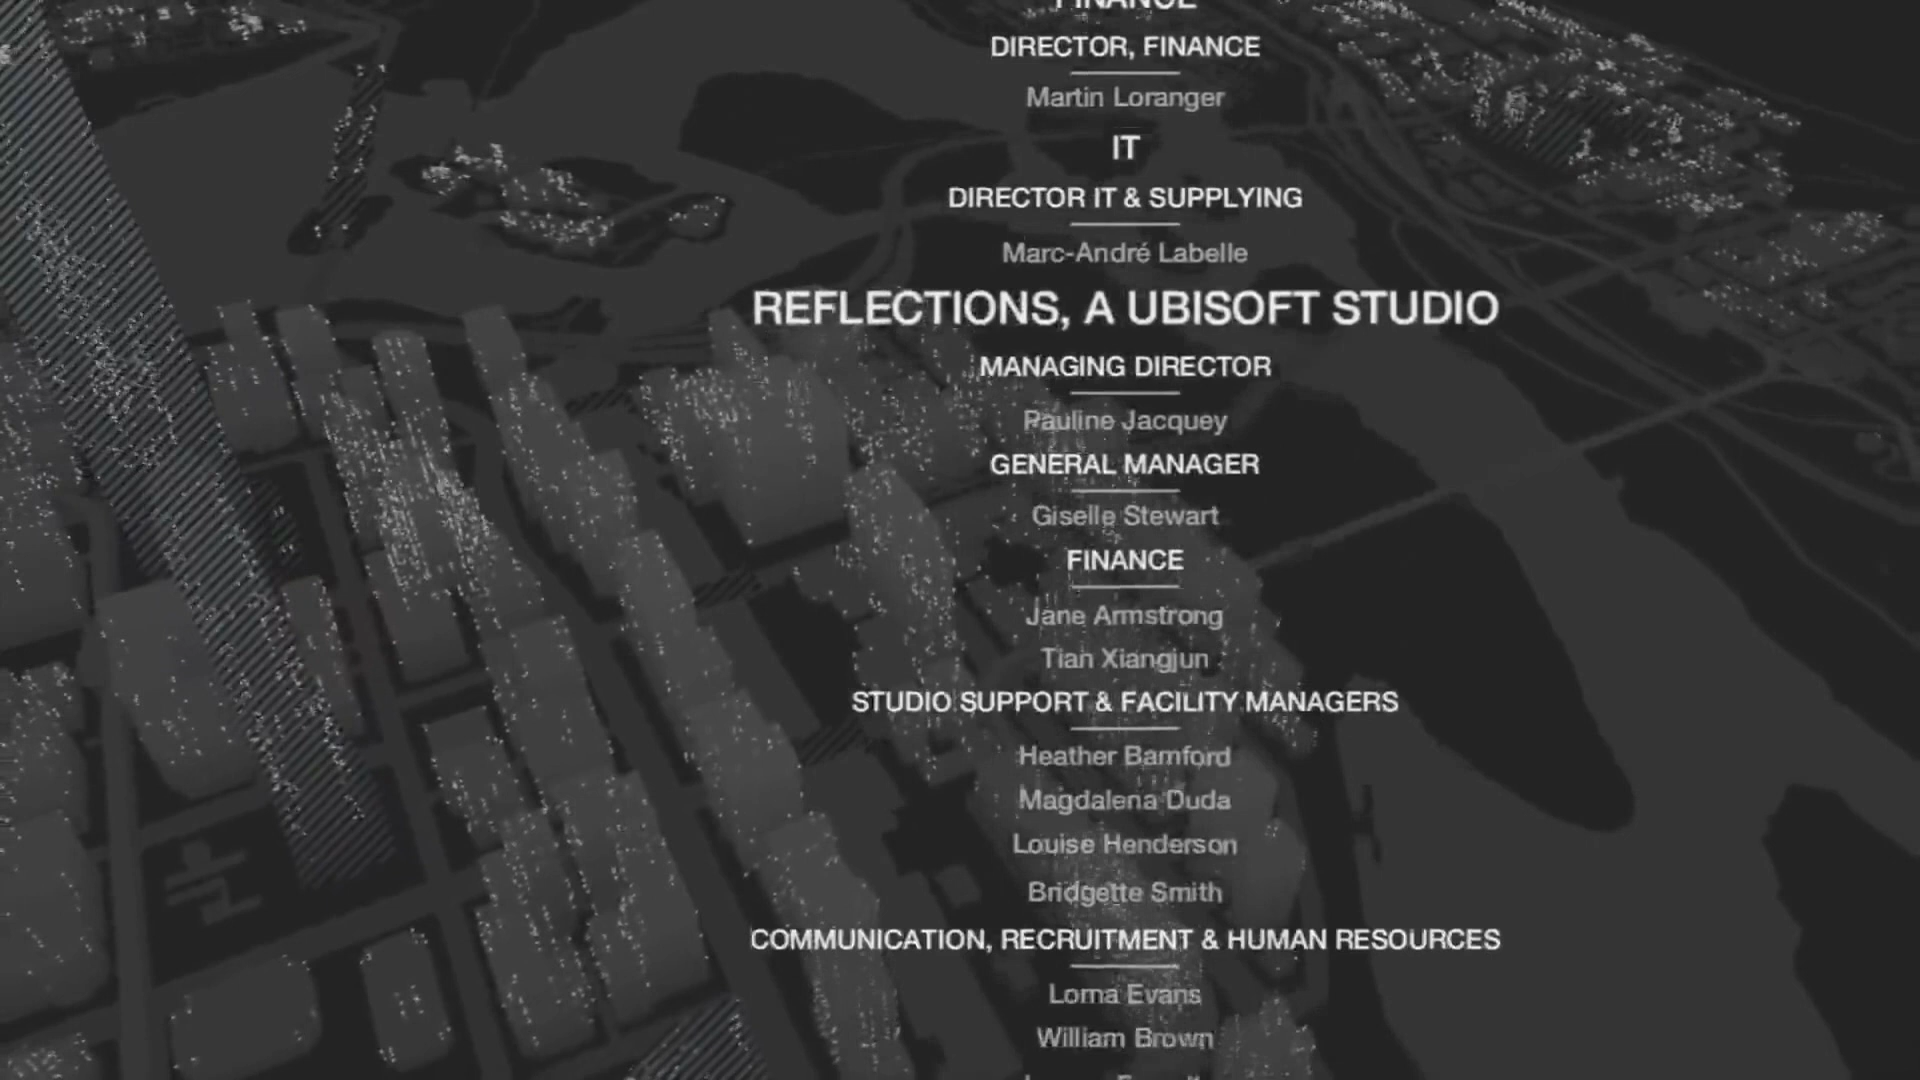 FINANCE
DIRECTOR, FINANCE
Martin Loranger
IT
DIRECTOR IT & SUPPLYING
Marc-André Labelle
REFLECTIONS, A UBISOFT STUDIO
MANAGING DIRECTOR
Pauline Jacquey
GENERAL MANAGER
Giselle Stewart
FINANCE
Jane Armstrong
Tian Xiangjun
STUDIO SUPPORT & FACILITY MANAGERS
Heather Bamford
Magdalena Duda
Louise Henderson
Bridgette Smith
COMMUNICATION, RECRUITMENT & HUMAN RESOURCES
Lorna Evans
William Brown